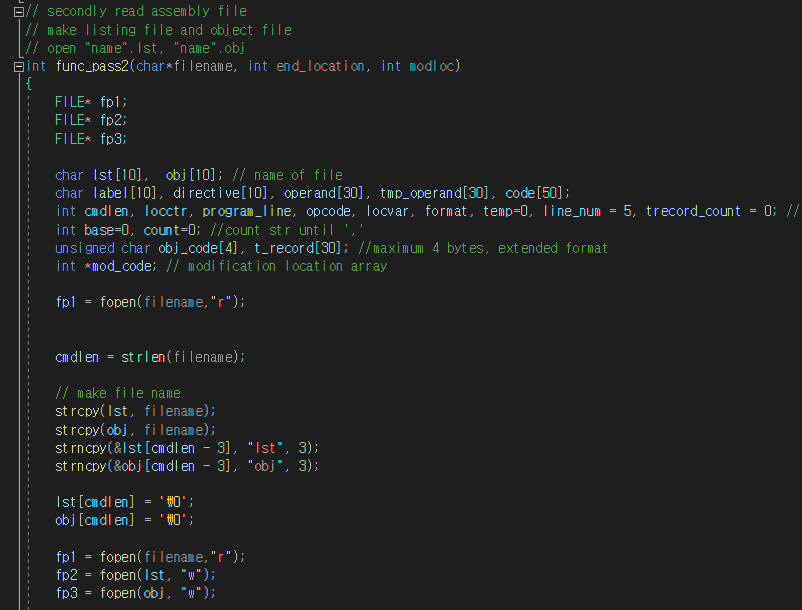 // secondly read assembly file
// make listing file and object file
// open "name".lst, "name".obj
int func_pass2(char*filename, int end_location, int modloc)
{
FILE* fp1;
FILE* fp2;
FILE* fp3;
char lst[10],  obj[10]; // name of file
char label[10], directive[10], operand[30], tmp_operand[30], code[50];
int cmdlen, locctr, program_line, opcode, locvar, format, temp=0, line_num = 5, trecord_count = 0; //
int base=0, count=0; //count str until ','
unsigned char obj_code[4], t_record[30]; //maximum 4 bytes, extended format
int *mod_code; // modification location array
fp1 = fopen(filename,"r");
cmdlen = strlen(filename);
// make file name
strcpy(lst, filename);
strcpy(obj, filename);
strncpy(&lst[cmdlen - 3], "lst", 3);
strncpy(&obj[cmdlen - 3], "obj", 3);
lst[cmdlen] = '₩0';
obj[cmdlen] = '₩0';
fp1 = fopen(filename,"r");
fp2 = fopen(lst, "w");
fp3 = fopen(obj, "w");